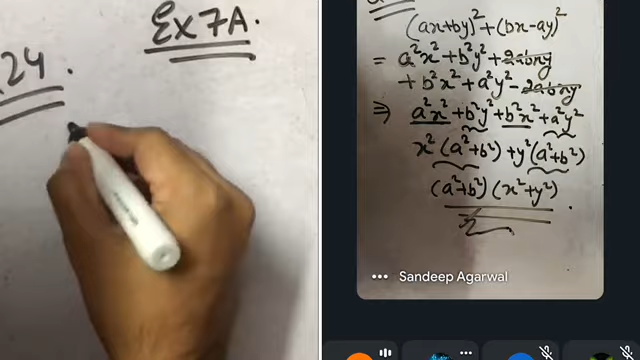 Ex 7A.
24.
(ax+by)² + (bx-ay)²
= a²x² + b²y² + 2abxy
+ b²x² + a²y² - 2abxy
⇒ a²x² + b²y² + b²x² + a²y²
x²(a²+b²) + y²(a²+b²)
(a²+b²)(x²+y²)
Sandeep Agarwal